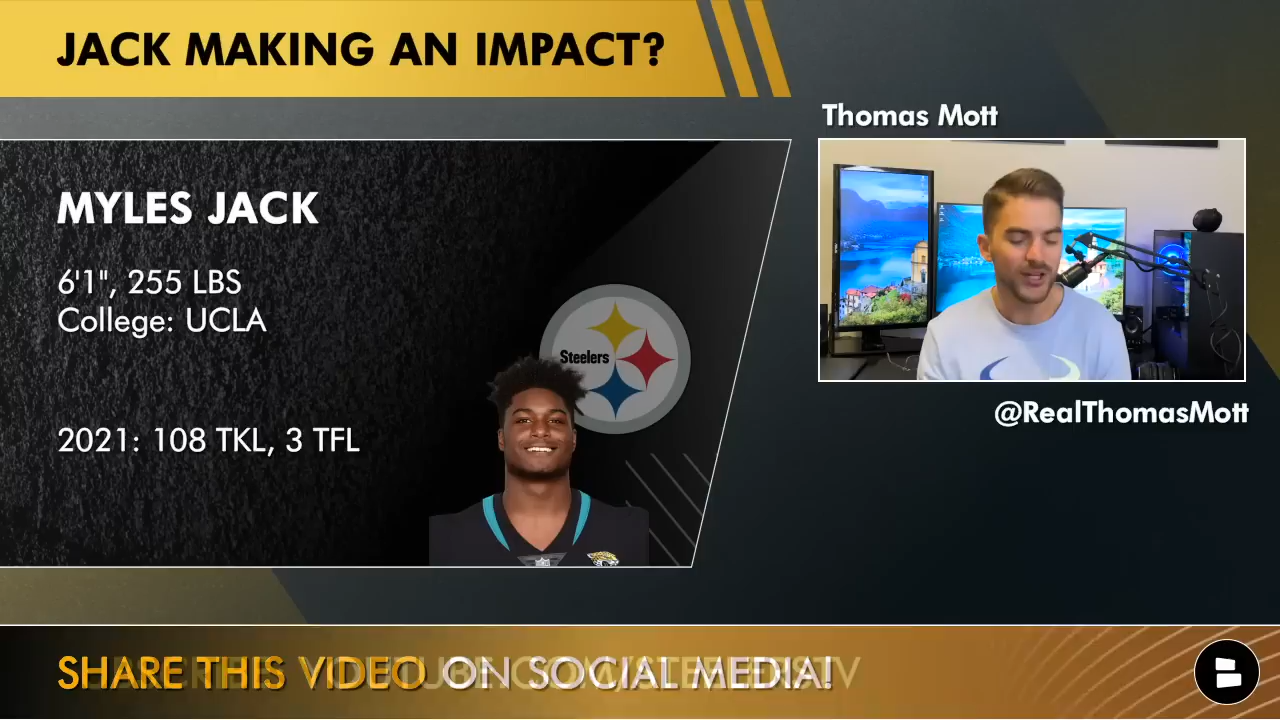 JACK MAKING AN IMPACT?
Thomas Mott
MYLES JACK
6'1", 255 LBS
College: UCLA
Steelers
2021: 108 TKL, 3 TFL
@RealThomasMott
SHARE THIS VIDEO ON SOCIAL MEDIA!